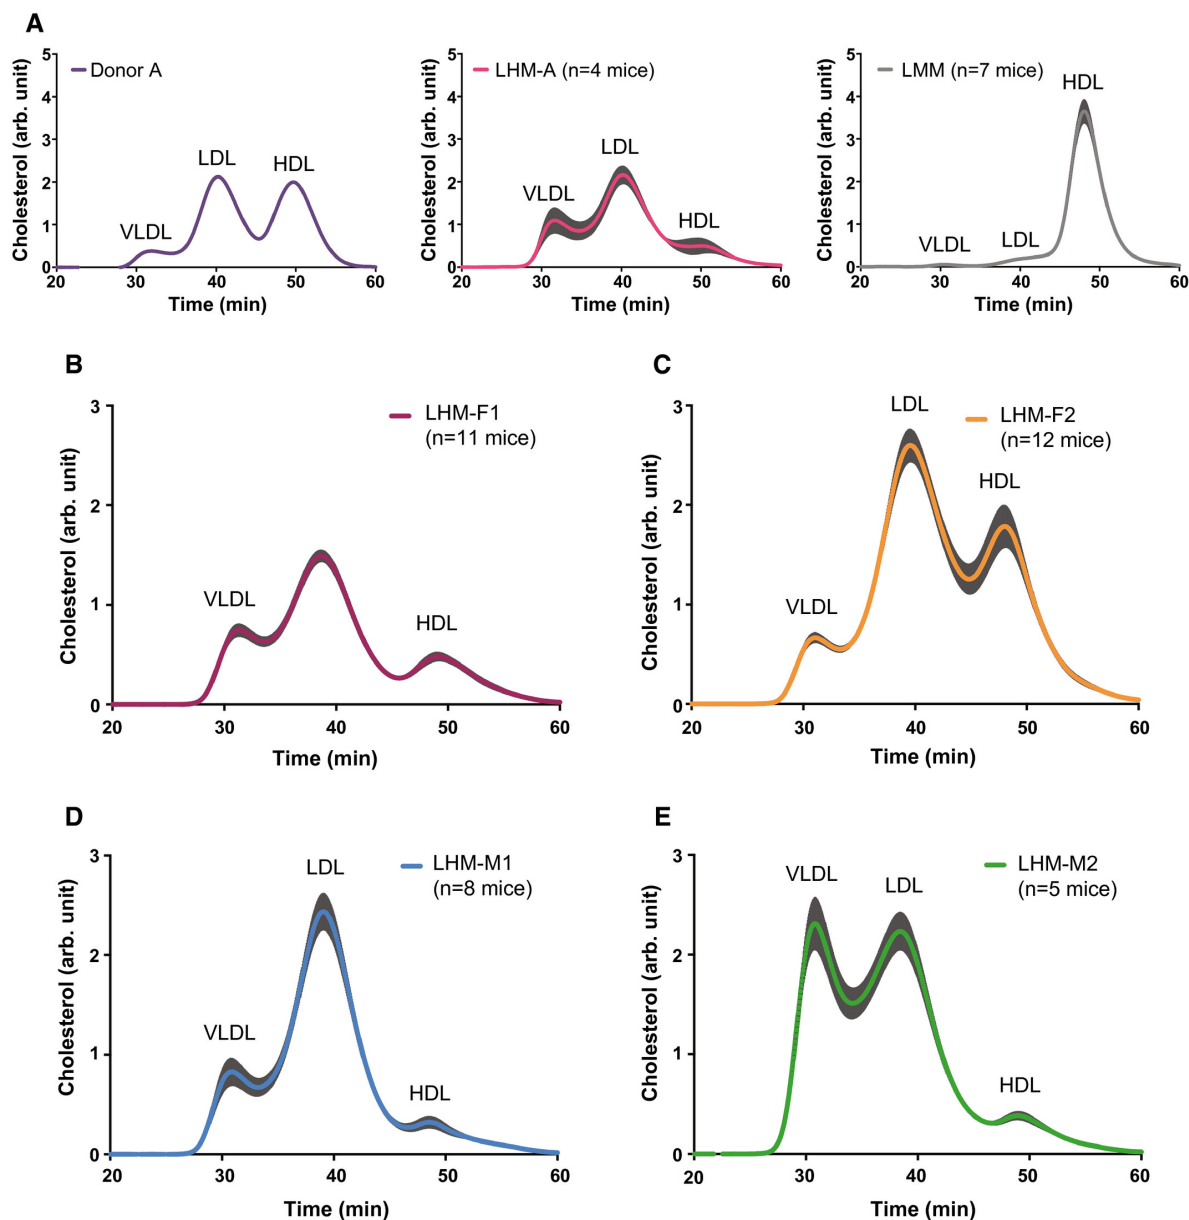 A
Cholesterol (arb. unit)
5
4
3
2
1
0
Donor A
VLDL
LDL
HDL
20 30 40 50 60
Time (min)
Cholesterol (arb. unit)
5
4
3
2
1
0
LHM-A (n=4 mice)
VLDL
LDL
HDL
20 30 40 50 60
Time (min)
Cholesterol (arb. unit)
5
4
3
2
1
0
LMM (n=7 mice)
HDL
VLDL
LDL
20 30 40 50 60
Time (min)
B
Cholesterol (arb. unit)
3
2
1
0
LHM-F1
(n=11 mice)
VLDL
HDL
20 30 40 50 60
Time (min)
C
Cholesterol (arb. unit)
3
2
1
0
LDL
LHM-F2
(n=12 mice)
HDL
VLDL
20 30 40 50 60
Time (min)
D
Cholesterol (arb. unit)
3
2
1
0
LDL
LHM-M1
(n=8 mice)
VLDL
HDL
20 30 40 50 60
Time (min)
E
Cholesterol (arb. unit)
3
2
1
0
VLDL
LDL
LHM-M2
(n=5 mice)
HDL
20 30 40 50 60
Time (min)